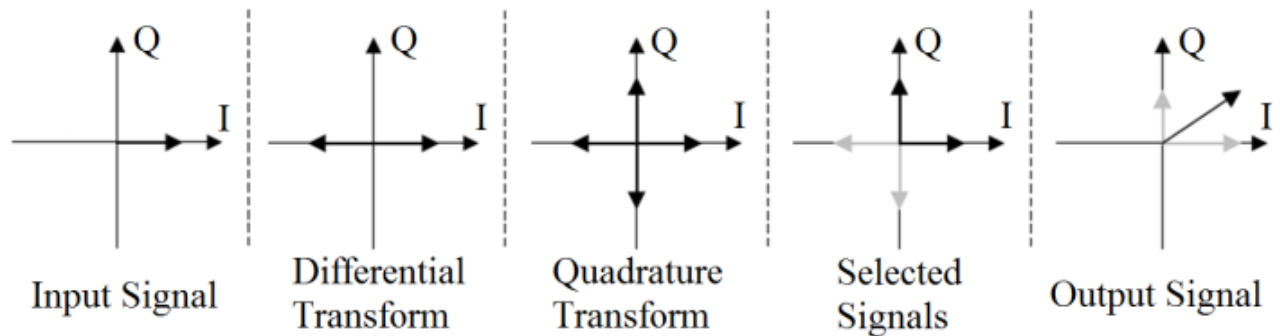 Q
I
Input Signal
Q
I
Differential
Transform
Q
I
Quadrature
Transform
Q
I
Selected
Signals
Q
I
Output Signal